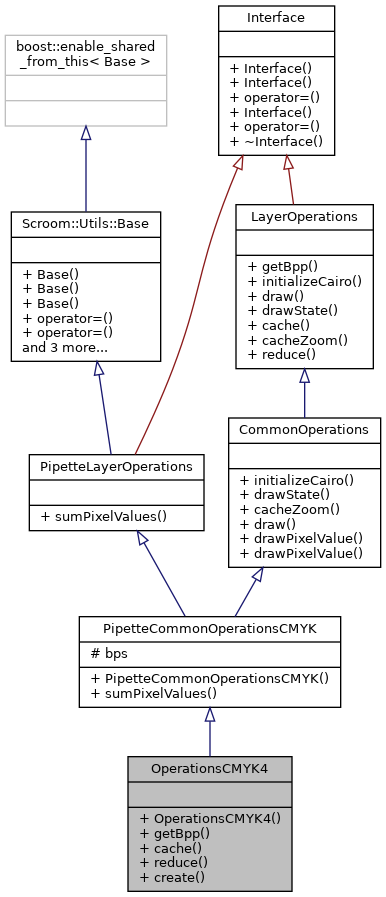 boost::enable_shared
_from_this< Base >
Interface
+ Interface()
+ Interface()
+ operator=()
+ Interface()
+ operator=()
+ ~Interface()
Scroom::Utils::Base
+ Base()
+ Base()
+ Base()
+ operator=()
+ operator=()
and 3 more...
LayerOperations
+ getBpp()
+ initializeCairo()
+ draw()
+ drawState()
+ cache()
+ cacheZoom()
+ reduce()
PipetteLayerOperations
+ sumPixelValues()
CommonOperations
+ initializeCairo()
+ drawState()
+ cacheZoom()
+ draw()
+ drawPixelValue()
+ drawPixelValue()
PipetteCommonOperationsCMYK
# bps
+ PipetteCommonOperationsCMYK()
+ sumPixelValues()
OperationsCMYK4
+ OperationsCMYK4()
+ getBpp()
+ cache()
+ reduce()
+ create()